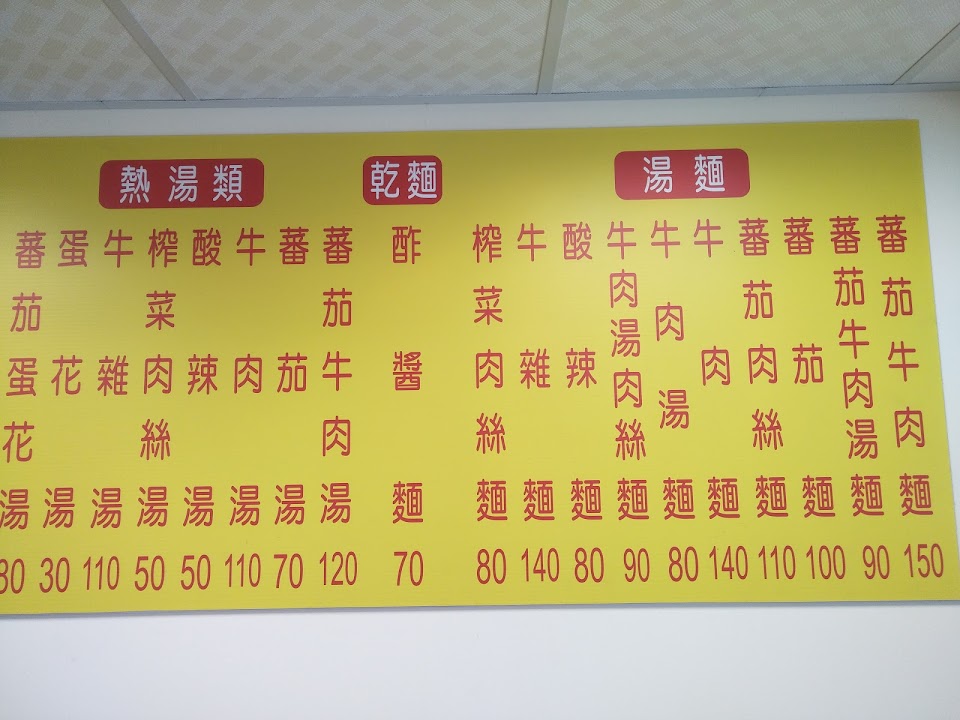 湯麵
蕃茄牛肉麵 150
蕃茄牛肉湯麵 90
蕃茄麵 100
蕃茄肉絲麵 110
牛肉麵 140
牛肉湯麵 80
牛肉湯肉絲麵 90
酸辣麵 80
牛雜麵 140
榨菜肉絲麵 80
乾麵
酢醬麵 70
熱湯類
蕃茄牛肉湯 120
蕃茄湯 70
牛肉湯 110
酸辣湯 50
榨菜肉絲湯 50
牛雜湯 110
蛋花湯 30
蕃茄蛋花湯 80